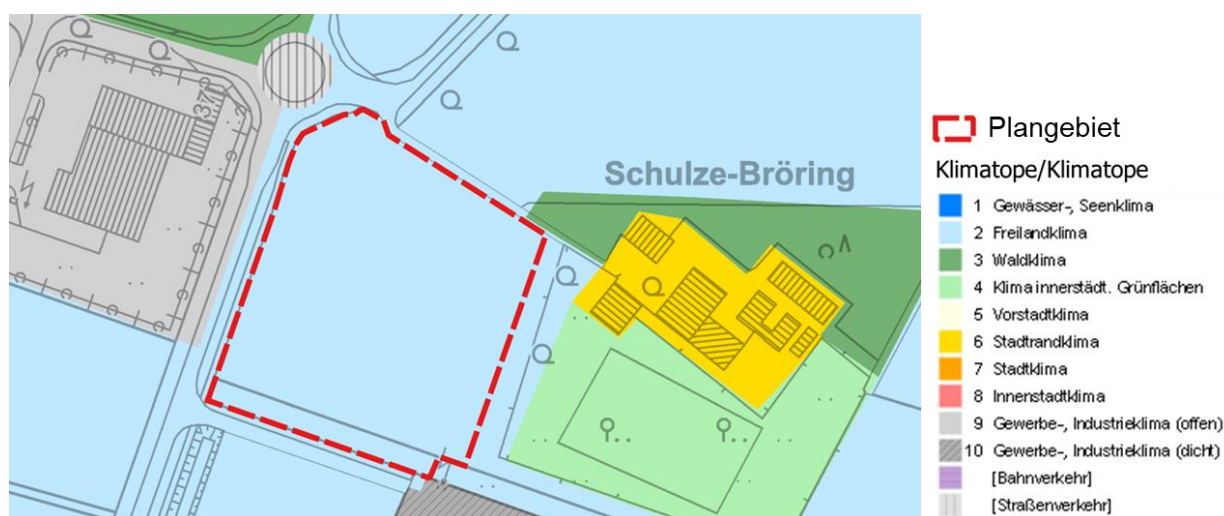 37
Schulze-Bröring
Plangebiet
Klimatope/Klimatope
1 Gewässer-, Seenklima
2 Freilandklima
3 Waldklima
4 Klima innerstädt. Grünflächen
5 Vorstadtklima
6 Stadtrandklima
7 Stadtklima
8 Innenstadtklima
9 Gewerbe-, Industrieklima (offen)
10 Gewerbe-, Industrieklima (dicht)
[Bahnverkehr]
[Straßenverkehr]